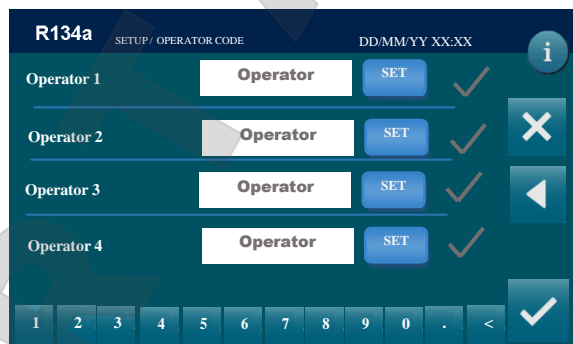 R134a SETUP / OPERATOR CODE DD/MM/YY XX:XX
i
Operator 1 Operator SET
Operator 2 Operator SET
Operator 3 Operator SET
Operator 4 Operator SET
1 2 3 4 5 6 7 8 9 0 . <